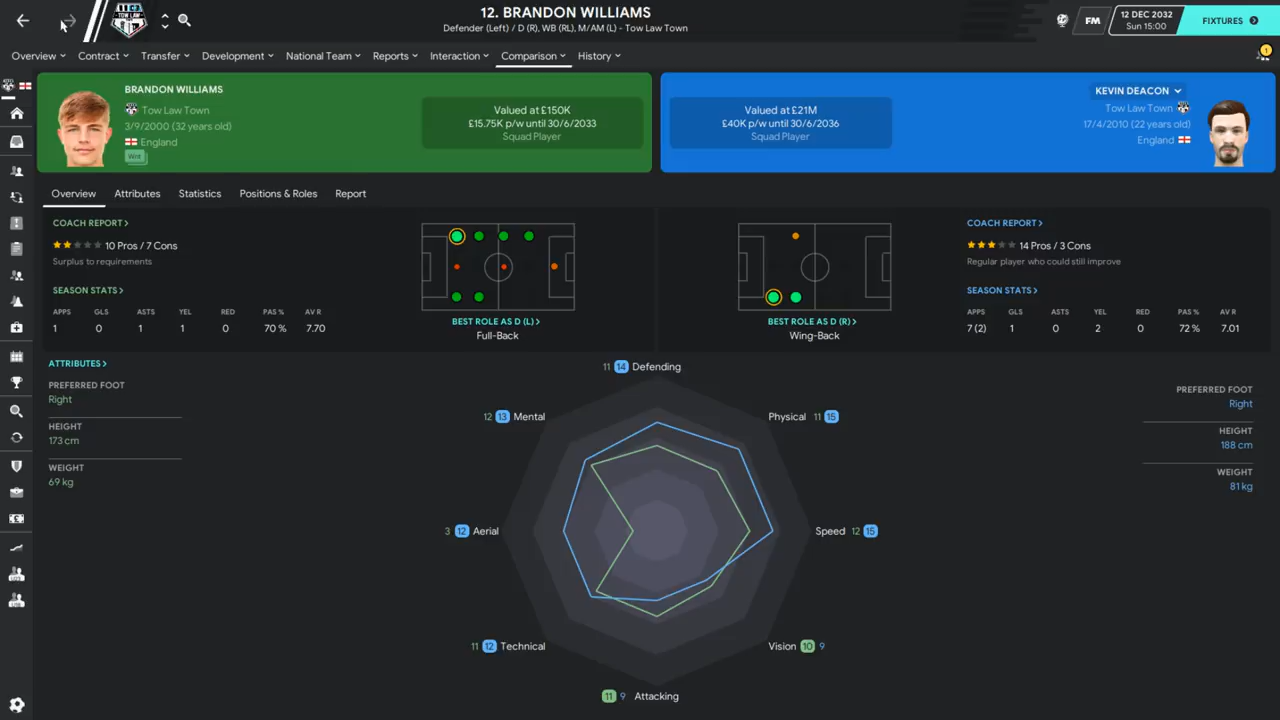 12. BRANDON WILLIAMS
Defender (Left) / D (R), WB (RL), M/AM (L) - Tow Law Town
TOW LAW
FM
12 DEC 2032
Sun 15:00
FIXTURES
Overview
Contract
Transfer
Development
National Team
Reports
Interaction
Comparison
History
1
BRANDON WILLIAMS
Tow Law Town
3/9/2000 (32 years old)
England
Wnt
Valued at £150K
£15.75K p/w until 30/6/2033
Squad Player
Valued at £21M
£40K p/w until 30/6/2036
Squad Player
KEVIN DEACON
Tow Law Town
17/4/2010 (22 years old)
England
Overview
Attributes
Statistics
Positions & Roles
Report
COACH REPORT >
10 Pros / 7 Cons
Surplus to requirements
SEASON STATS >
APPS GLS ASTS YEL RED PAS % AV R
1 0 1 1 0 70 % 7.70
BEST ROLE AS D (L) >
Full-Back
BEST ROLE AS D (R) >
Wing-Back
COACH REPORT >
14 Pros / 3 Cons
Regular player who could still improve
SEASON STATS >
APPS GLS ASTS YEL RED PAS % AV R
7 (2) 1 0 2 0 72 % 7.01
ATTRIBUTES >
PREFERRED FOOT
Right
HEIGHT
173 cm
WEIGHT
69 kg
11 14 Defending
12 13 Mental
Physical 11 15
3 12 Aerial
Speed 12 15
11 12 Technical
Vision 10 9
11 9 Attacking
PREFERRED FOOT
Right
HEIGHT
188 cm
WEIGHT
81 kg